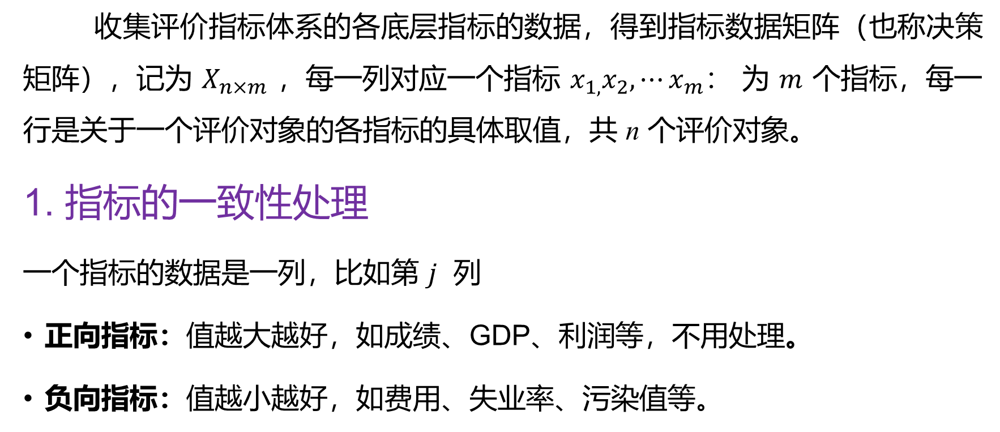 收集评价指标体系的各底层指标的数据，得到指标数据矩阵（也称决策
矩阵），记为 Xn×m ，每一列对应一个指标 x1,x2,⋯ xm： 为 m 个指标，每一
行是关于一个评价对象的各指标的具体取值，共 n 个评价对象。
1. 指标的一致性处理
一个指标的数据是一列，比如第 j 列
• 正向指标：值越大越好，如成绩、GDP、利润等，不用处理。
• 负向指标：值越小越好，如费用、失业率、污染值等。